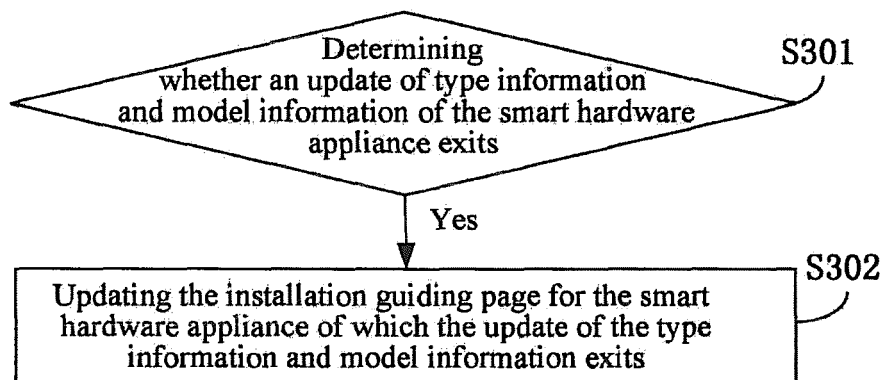 Determining
whether an update of type information
and model information of the smart hardware
appliance exits
S301
Yes
S302
Updating the installation guiding page for the smart
hardware appliance of which the update of the type
information and model information exits